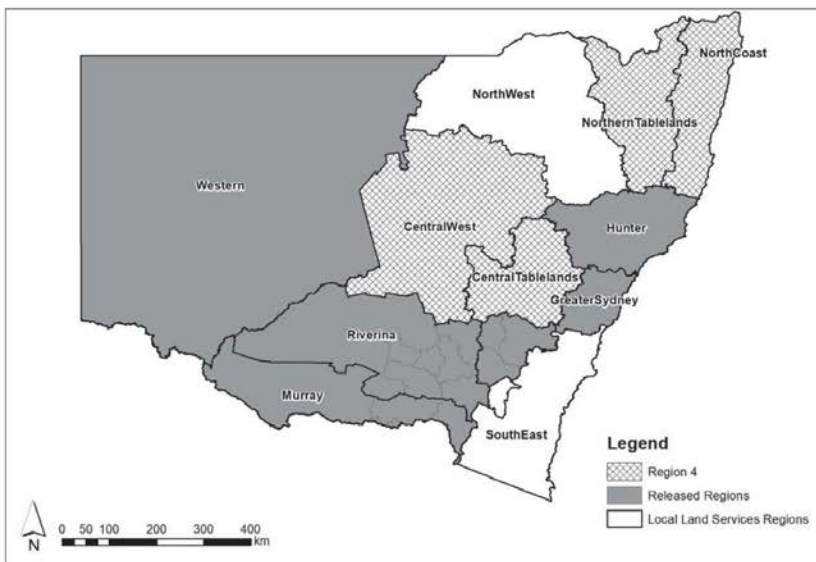 NorthCoast
NorthWest
NorthernTablelands
Western
CentralWest
Hunter
CentralTablelands
GreaterSydney
Riverina
Murray
SouthEast
Legend
Region 4
Released Regions
Local Land Services Regions
N
0 50 100 200 300 400
km